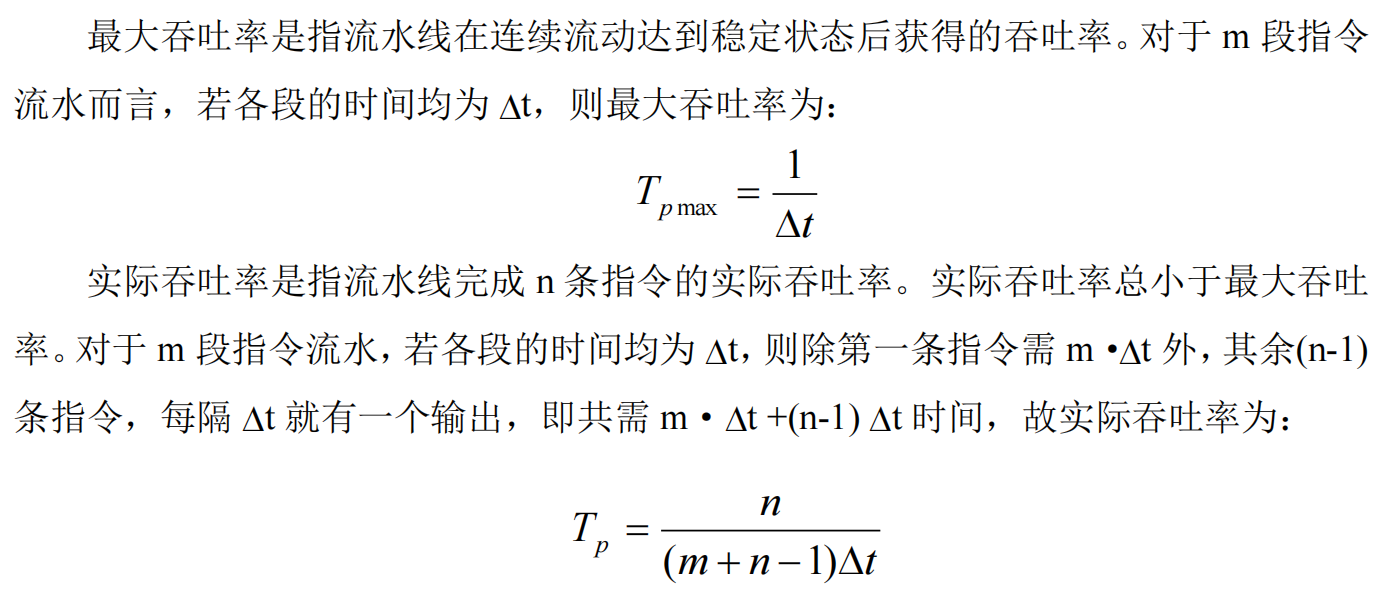 最大吞吐率是指流水线在连续流动达到稳定状态后获得的吞吐率。对于 m 段指令
流水而言，若各段的时间均为 Δt，则最大吞吐率为：
T_{p max} = \frac{1}{Δt}
实际吞吐率是指流水线完成 n 条指令的实际吞吐率。实际吞吐率总小于最大吞吐
率。对于 m 段指令流水，若各段的时间均为 Δt，则除第一条指令需 m •Δt 外，其余(n-1)
条指令，每隔 Δt 就有一个输出，即共需 m • Δt +(n-1) Δt 时间，故实际吞吐率为：
T_p = \frac{n}{(m + n − 1)Δt}